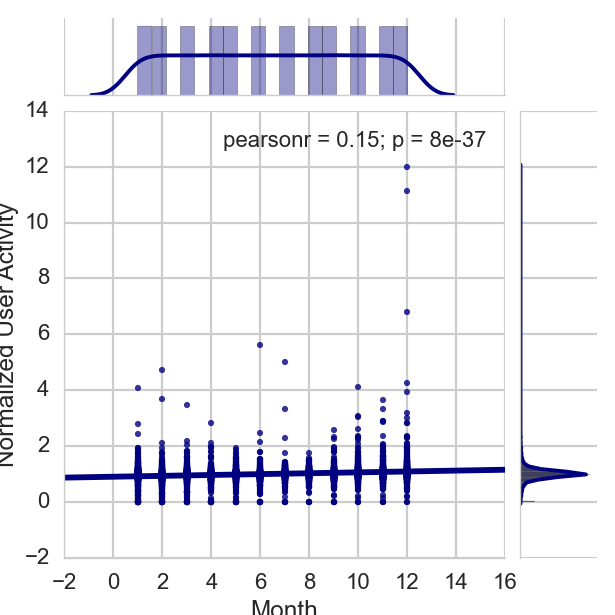 pearsonr = 0.15; p = 8e-37
14
12
10
8
6
4
2
0
−2
−2 0 2 4 6 8 10 12 14 16
Normalized User Activity
Month